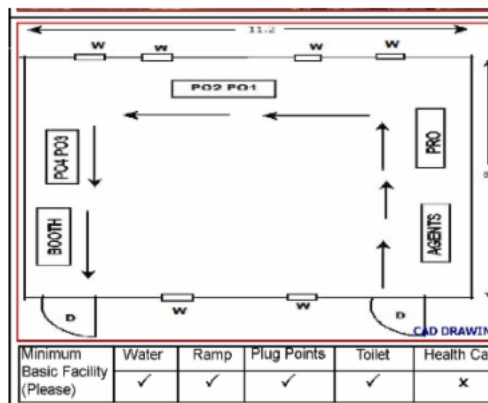 11.2
W W W W
PO2 PO1
PO4 PO3
PRO
BOOTH
AGENTS
W W
D D
CAD DRAWIN
Minimum Basic Facility (Please) Water Ramp Plug Points Toilet Health Ca
✓ ✓ ✓ ✓ x